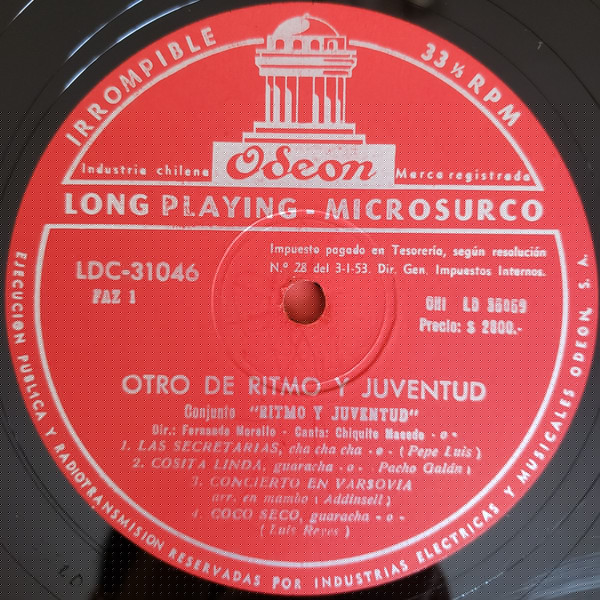 IRROMPIBLE
33⅓ RPM
Industria chilena
Odeon
Marca registrada
LONG PLAYING - MICROSURCO
Impuesto pagado en Tesorería, según resolución
N.º 28 del 3-1-53. Dir. Gen. Impuestos Internos.
LDC-31046
FAZ 1
CHI LD 35059
Precio: $ 2800.-
OTRO DE RITMO Y JUVENTUD
Conjunto "RITMO Y JUVENTUD"
Dir.: Fernando Morello - Canta: Chiquito Macedo - o -
1. LAS SECRETARIAS, cha cha cha - o - (Pepe Luis)
2. COSITA LINDA, guaracha - o - Pacho Galán)
3. CONCIERTO EN VARSOVIA
arr. en mambo (Addinsell)
4. COCO SECO, guaracha - o -
(Luis Reyes)
EJECUCION PUBLICA Y RADIOTRANSMISION RESERVADAS POR INDUSTRIAS ELECTRICAS Y MUSICALES ODEON, S. A.